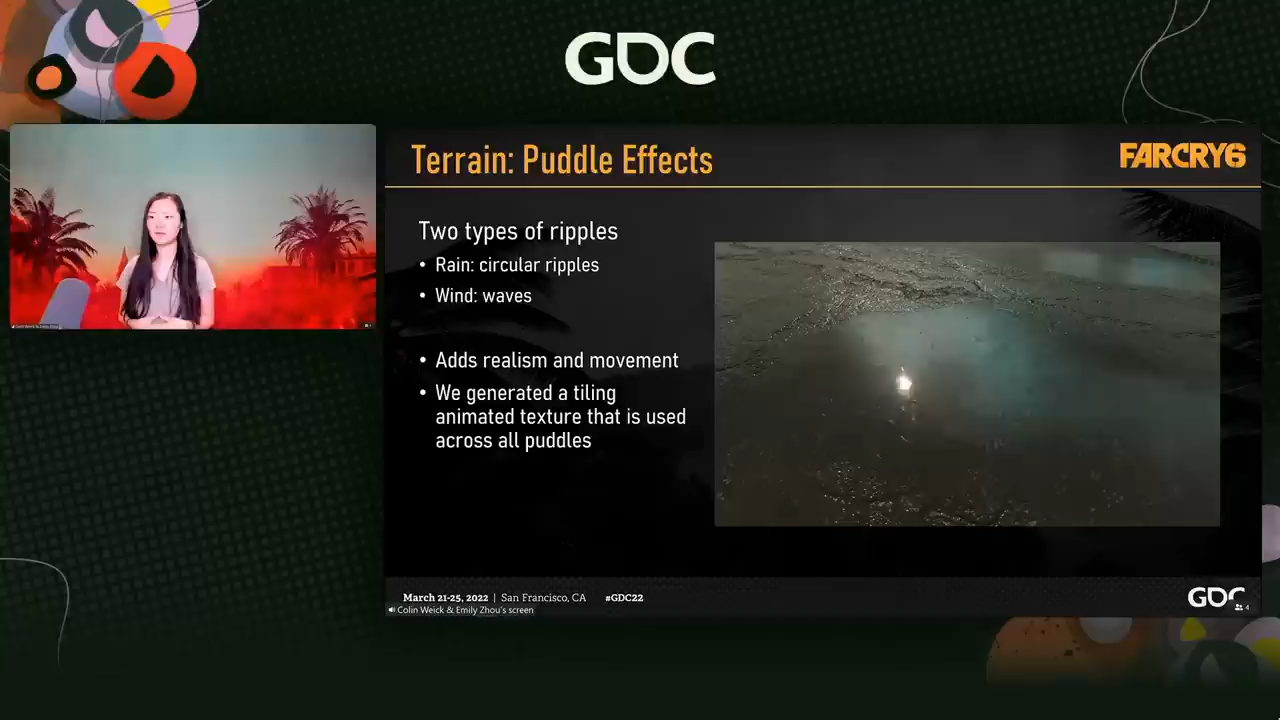 GDC
Terrain: Puddle Effects
FARCRY6
Two types of ripples
• Rain: circular ripples
• Wind: waves
• Adds realism and movement
• We generated a tiling
animated texture that is used
across all puddles
March 21-25, 2022 | San Francisco, CA #GDC22
GDC
4
Colin Weick & Emily Zhou's screen